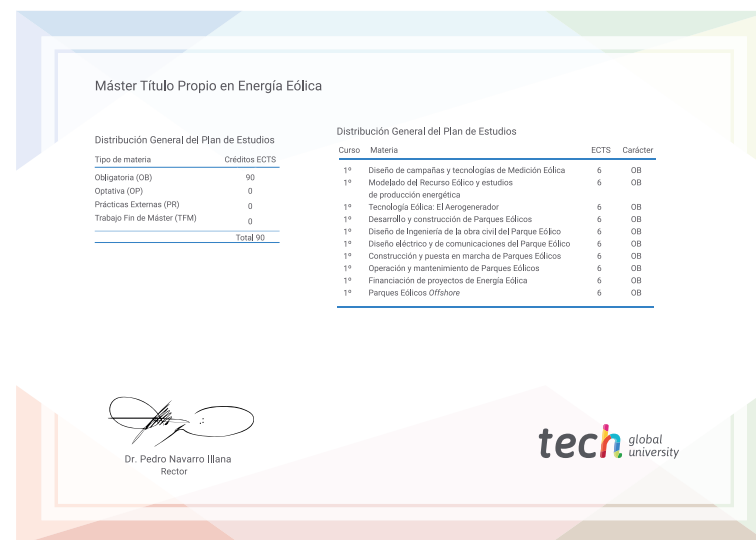 Máster Título Propio en Energía Eólica
Distribución General del Plan de Estudios
Tipo de materia Créditos ECTS
Obligatoria (OB) 90
Optativa (OP) 0
Prácticas Externas (PR) 0
Trabajo Fin de Máster (TFM) 0
Total 90
Distribución General del Plan de Estudios
Curso Materia ECTS Carácter
1º Diseño de campañas y tecnologías de Medición Eólica 6 OB
1º Modelado del Recurso Eólico y estudios 6 OB
de producción energética
1º Tecnología Eólica: El Aerogenerador 6 OB
1º Desarrollo y construcción de Parques Eólicos 6 OB
1º Diseño de Ingeniería de la obra civil del Parque Eólico 6 OB
1º Diseño eléctrico y de comunicaciones del Parque Eólico 6 OB
1º Construcción y puesta en marcha de Parques Eólicos 6 OB
1º Operación y mantenimiento de Parques Eólicos 6 OB
1º Financiación de proyectos de Energía Eólica 6 OB
1º Parques Eólicos Offshore 6 OB
Dr. Pedro Navarro Illana
Rector
tech global
university